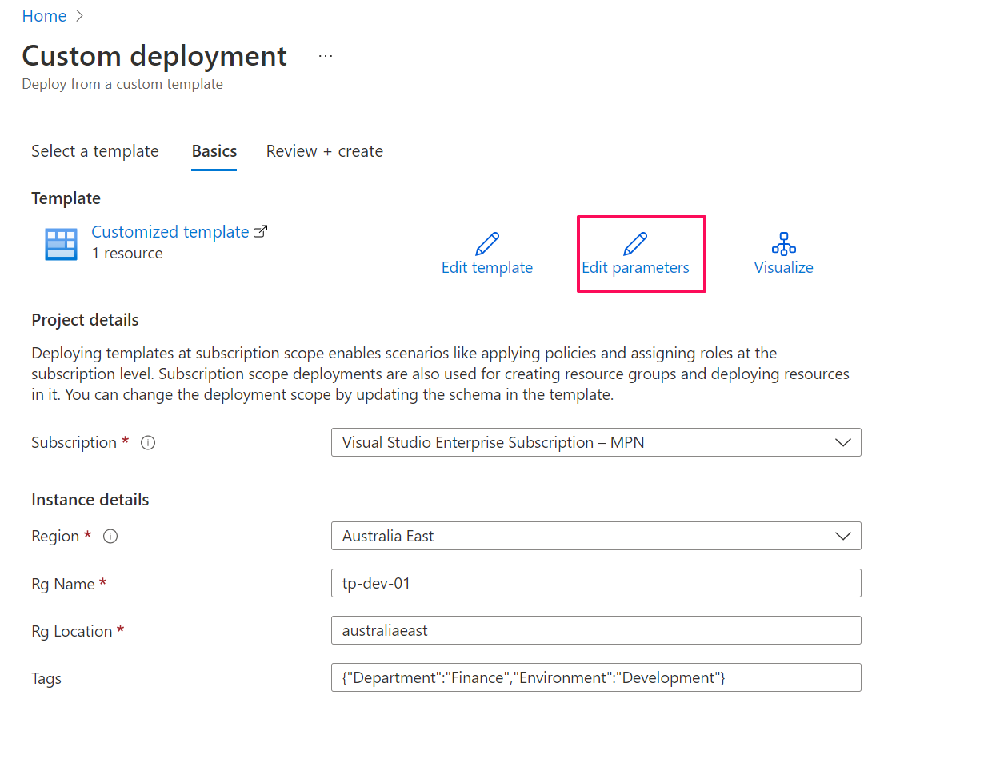 Home
Custom deployment ...
Deploy from a custom template
Select a template Basics Review + create
Template
Customized template
1 resource
Edit template Edit parameters Visualize
Project details
Deploying templates at subscription scope enables scenarios like applying policies and assigning roles at the
subscription level. Subscription scope deployments are also used for creating resource groups and deploying resources
in it. You can change the deployment scope by updating the schema in the template.
Subscription * Visual Studio Enterprise Subscription – MPN
Instance details
Region * Australia East
Rg Name * tp-dev-01
Rg Location * australiaeast
Tags {"Department":"Finance","Environment":"Development"}